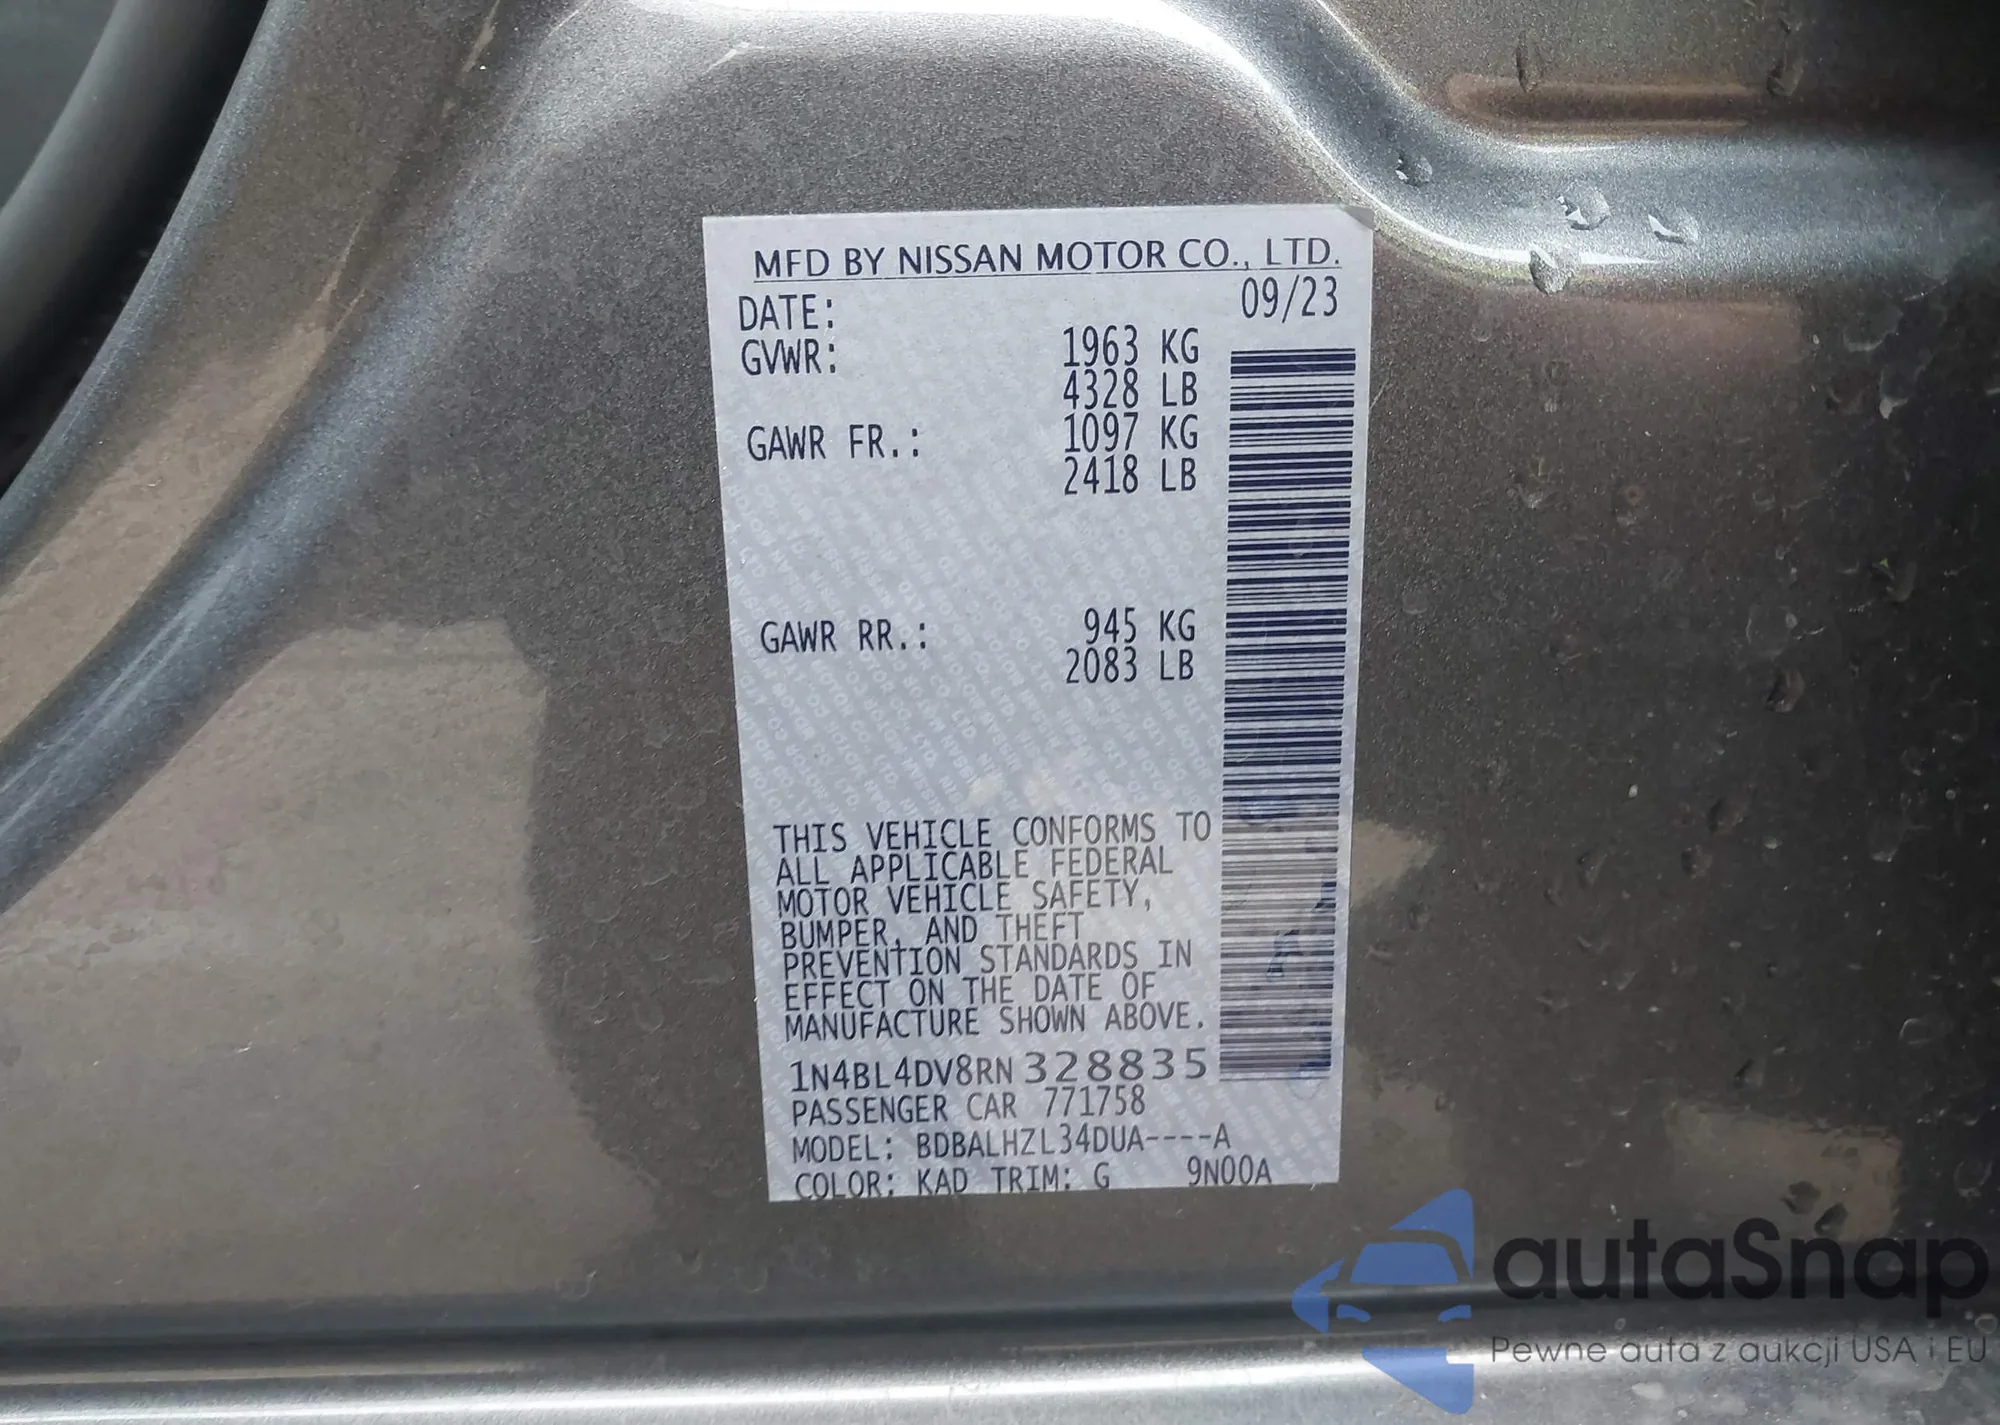 MFD BY NISSAN MOTOR CO., LTD.
DATE: 09/23
GVWR: 1963 KG
4328 LB
GAWR FR.: 1097 KG
2418 LB
GAWR RR.: 945 KG
2083 LB
THIS VEHICLE CONFORMS TO
ALL APPLICABLE FEDERAL
MOTOR VEHICLE SAFETY,
BUMPER, AND THEFT
PREVENTION STANDARDS IN
EFFECT ON THE DATE OF
MANUFACTURE SHOWN ABOVE.
1N4BL4DV8RN328835
PASSENGER CAR 771758
MODEL: BDBALHZL34DUA----A
COLOR: KAD TRIM: G 9N00A
autaSnap
Pewne auta z aukcji USA i EU